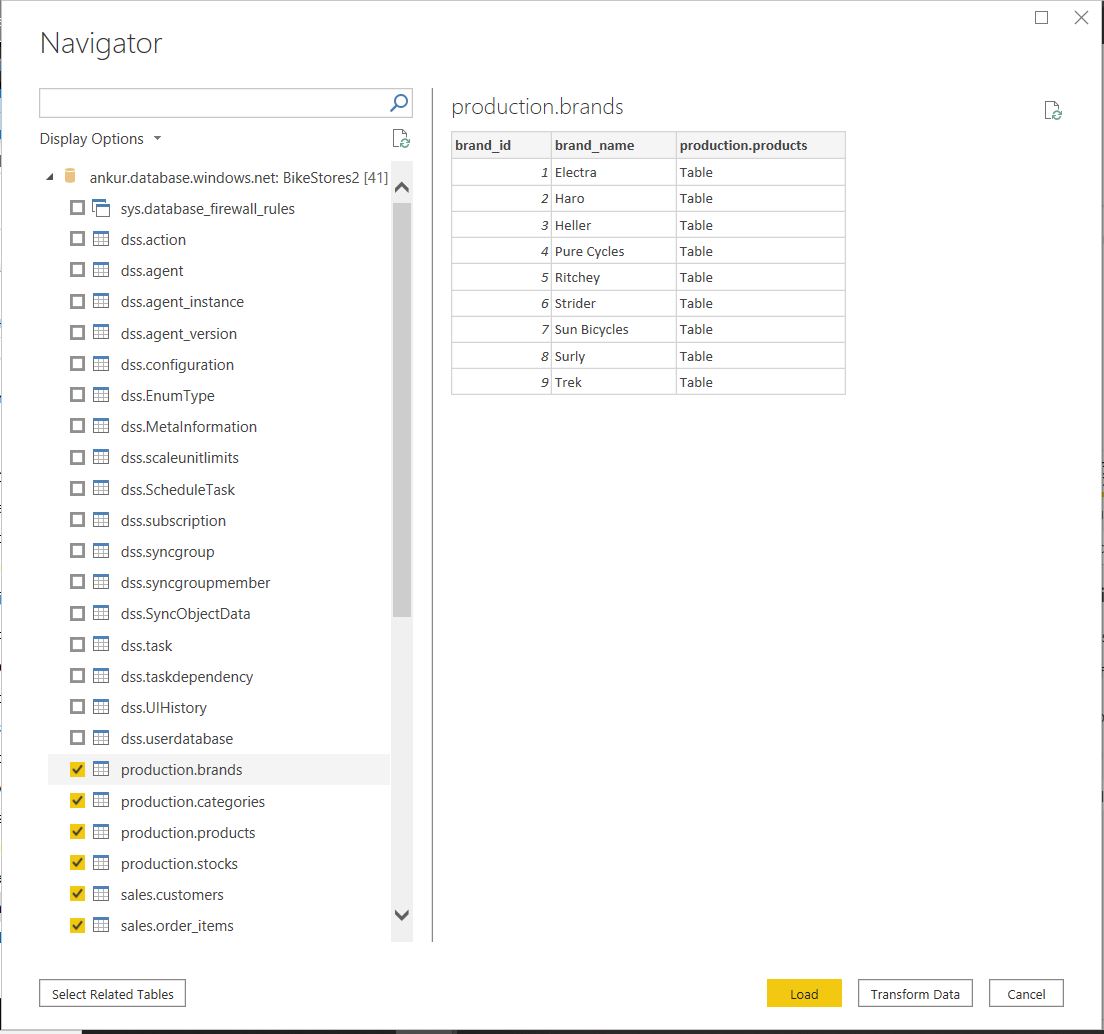 Navigator
Display Options
ankur.database.windows.net: BikeStores2 [41]
sys.database_firewall_rules
dss.action
dss.agent
dss.agent_instance
dss.agent_version
dss.configuration
dss.EnumType
dss.MetaInformation
dss.scaleunitlimits
dss.ScheduleTask
dss.subscription
dss.syncgroup
dss.syncgroupmember
dss.SyncObjectData
dss.task
dss.taskdependency
dss.UIHistory
dss.userdatabase
production.brands
production.categories
production.products
production.stocks
sales.customers
sales.order_items
production.brands
brand_id brand_name production.products
1 Electra Table
2 Haro Table
3 Heller Table
4 Pure Cycles Table
5 Ritchey Table
6 Strider Table
7 Sun Bicycles Table
8 Surly Table
9 Trek Table
Select Related Tables
Load Transform Data Cancel